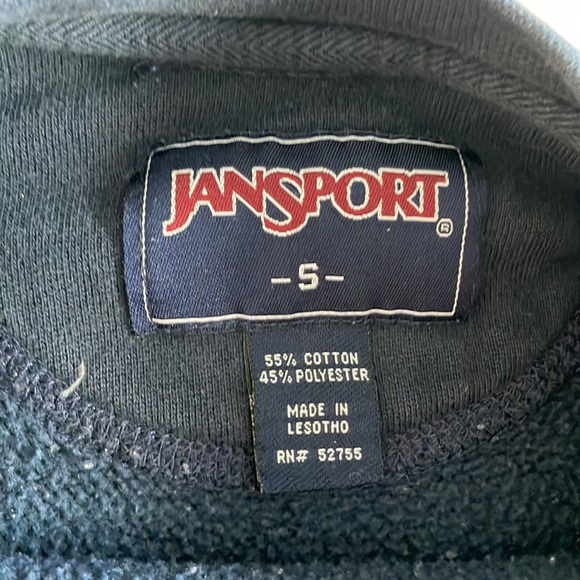 JANSPORT®
-S-
55% COTTON
45% POLYESTER
MADE IN
LESOTHO
RN# 52755